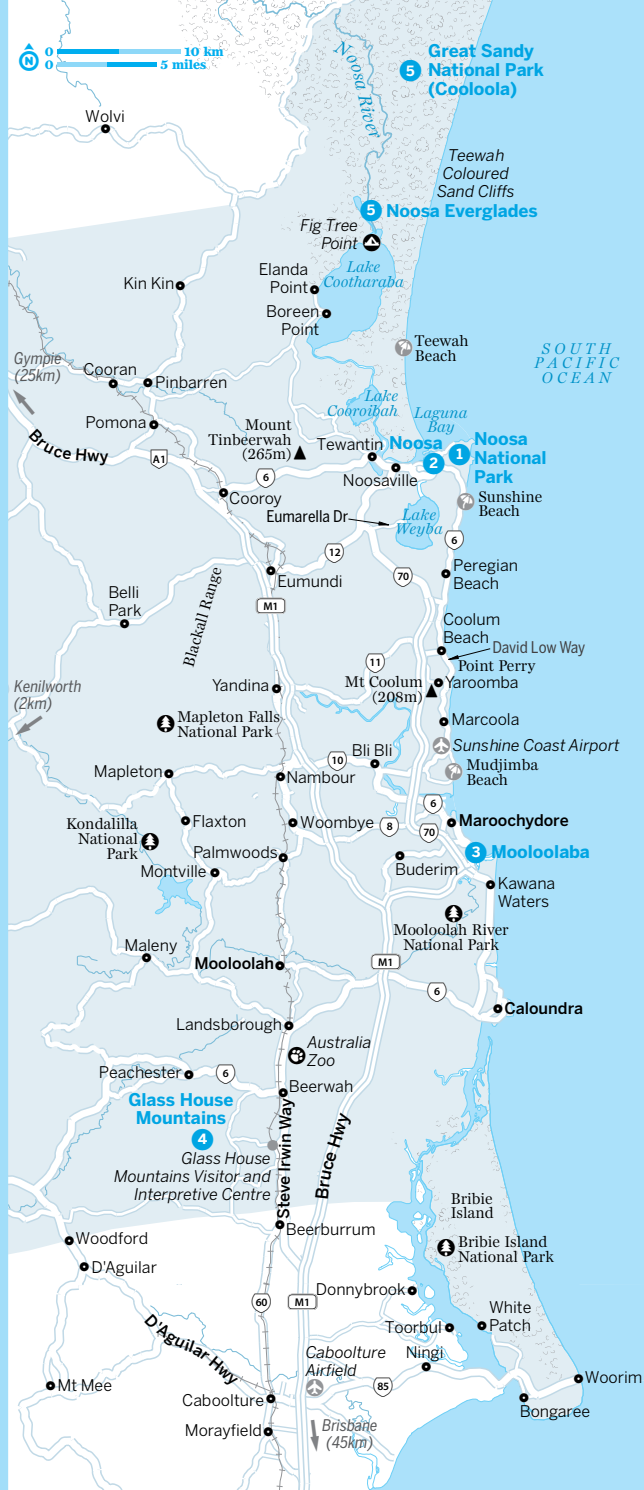 0
10 km
N
0
5 miles
Noosa River
5
Great Sandy
National Park
(Cooloola)
Wolvi
Teewah
Coloured
Sand Cliffs
5
Noosa Everglades
Fig Tree
Point
Kin Kin
Elanda
Point
Lake
Cootharaba
Boreen
Point
Teewah
Beach
SOUTH
PACIFIC
OCEAN
Gympie
(25km)
Cooran
Pinbarren
Lake
Cooroibah
Laguna
Bay
Pomona
Mount
Tinbeerwah
(265m)
Tewantin
Noosa
2
1
Noosa
National
Park
Bruce Hwy
A1
6
Noosaville
Cooroy
Sunshine
Beach
Eumarella Dr
Lake
Weyba
6
12
Eumundi
70
Peregian
Beach
M1
Belli
Park
Blackall Range
Coolum
Beach
David Low Way
11
Point Perry
Kenilworth
(2km)
Yandina
Mt Coolum
(208m)
Yaroomba
Mapleton Falls
National Park
Marcoola
Sunshine Coast Airport
Bli Bli
10
Mapleton
Nambour
Mudjimba
Beach
6
Kondalilla
National
Park
Flaxton
Woombye
8
70
Maroochydore
Palmwoods
3
Mooloolaba
Montville
Buderim
Kawana
Waters
Mooloolah River
National Park
Maleny
Mooloolah
M1
6
Caloundra
Landsborough
Australia
Zoo
Peachester
6
Beerwah
Glass House
Mountains
4
Steve Irwin Way
Bruce Hwy
Glass House
Mountains Visitor and
Interpretive Centre
Bribie
Island
Beerburrum
Woodford
Bribie Island
National Park
D'Aguilar
Donnybrook
60
M1
White
Patch
Toorbul
D'Aguilar Hwy
Caboolture
Airfield
Ningi
Mt Mee
85
Woorim
Caboolture
Bongaree
Morayfield
Brisbane
(45km)